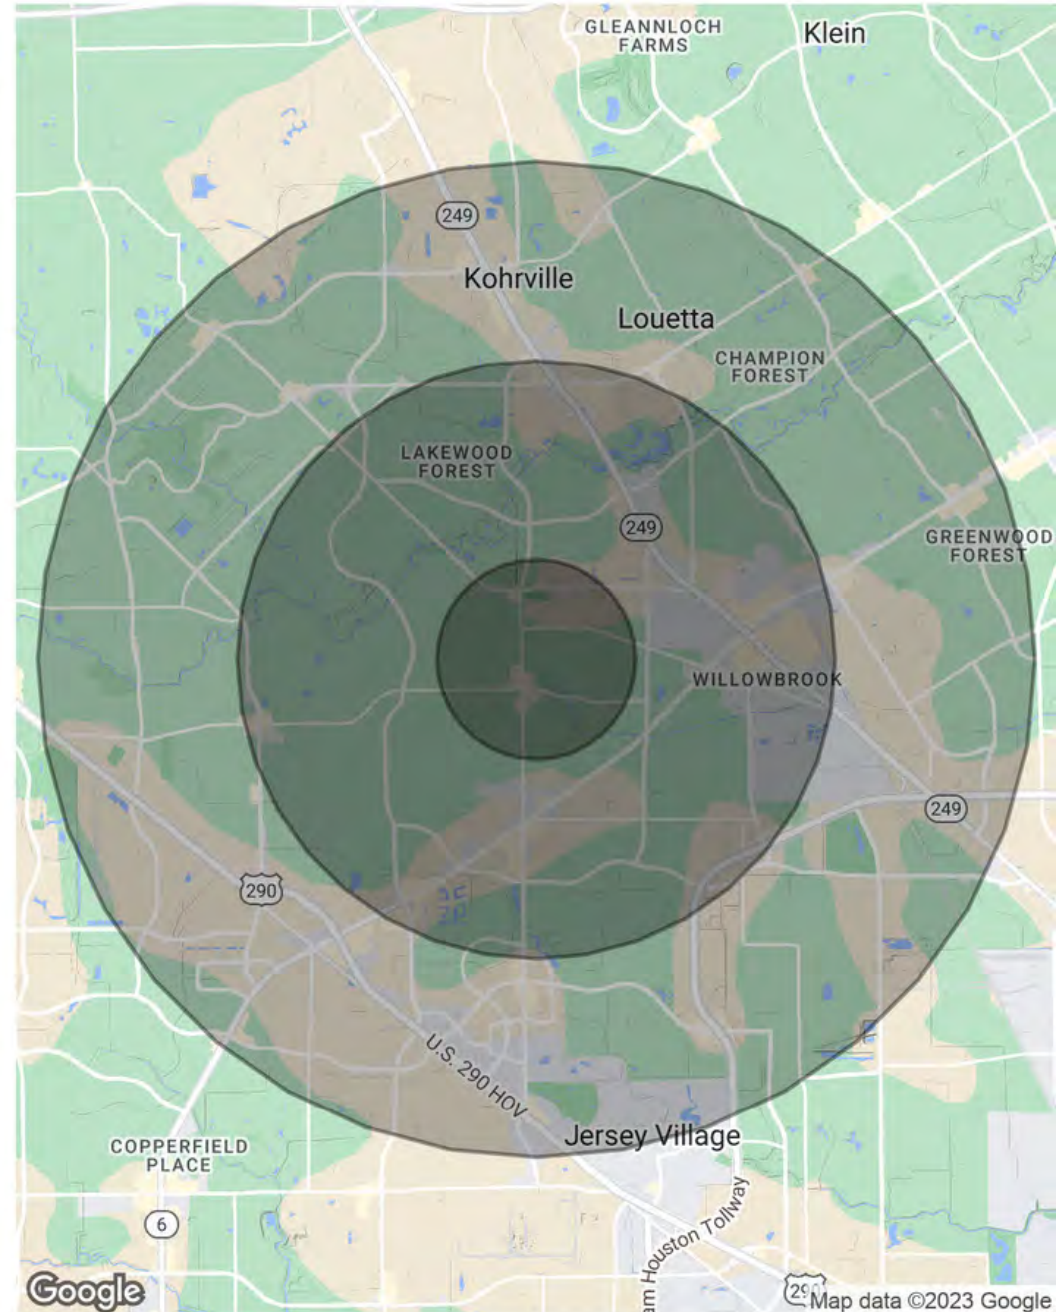 GLEANNLOCH
FARMS
Klein
249
Kohrville
Louetta
CHAMPION
FOREST
LAKEWOOD
FOREST
249
GREENWOOD
FOREST
WILLOWBROOK
249
290
U.S. 290 HOV
Jersey Village
COPPERFIELD
PLACE
6
am Houston Tollway
Google
Map data ©2023 Google